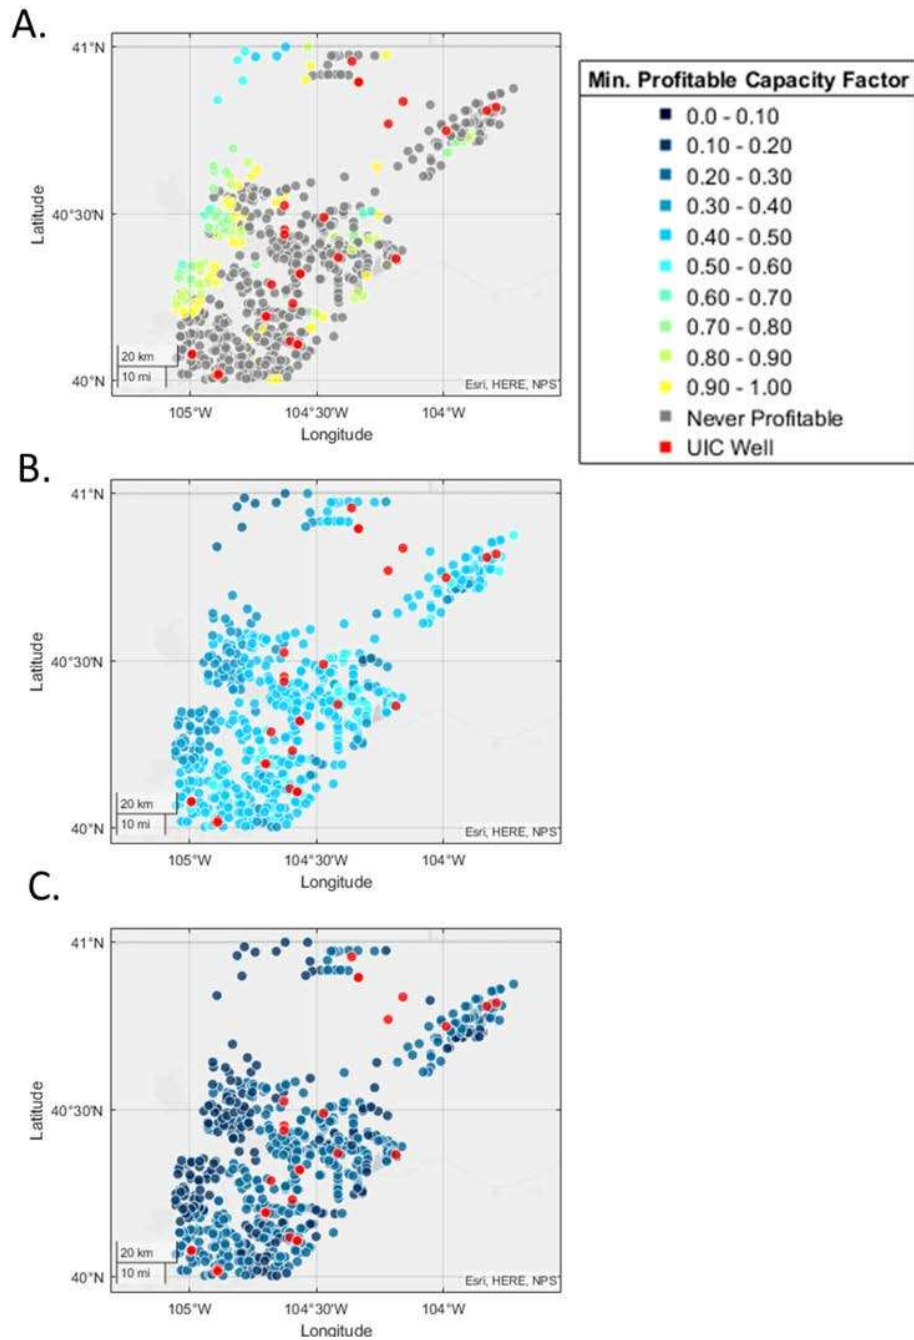 A.
41°N
40°30'N
40°N
Latitude
20 km
10 mi
Esri, HERE, NPS
105°W
104°30'W
104°W
Longitude
Min. Profitable Capacity Factor
0.0 - 0.10
0.10 - 0.20
0.20 - 0.30
0.30 - 0.40
0.40 - 0.50
0.50 - 0.60
0.60 - 0.70
0.70 - 0.80
0.80 - 0.90
0.90 - 1.00
Never Profitable
UIC Well
B.
41°N
40°30'N
40°N
Latitude
20 km
10 mi
Esri, HERE, NPS
105°W
104°30'W
104°W
Longitude
C.
41°N
40°30'N
40°N
Latitude
20 km
10 mi
Esri, HERE, NPS
105°W
104°30'W
104°W
Longitude